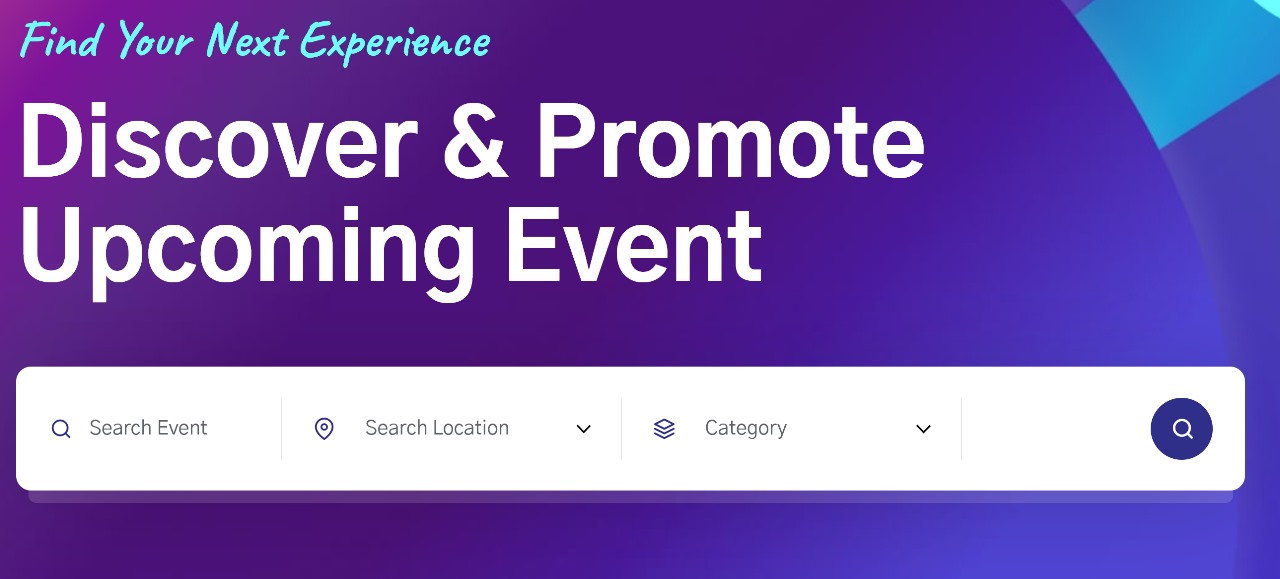 Find Your Next Experience
Discover & Promote
Upcoming Event
Search Event
Search Location
Category